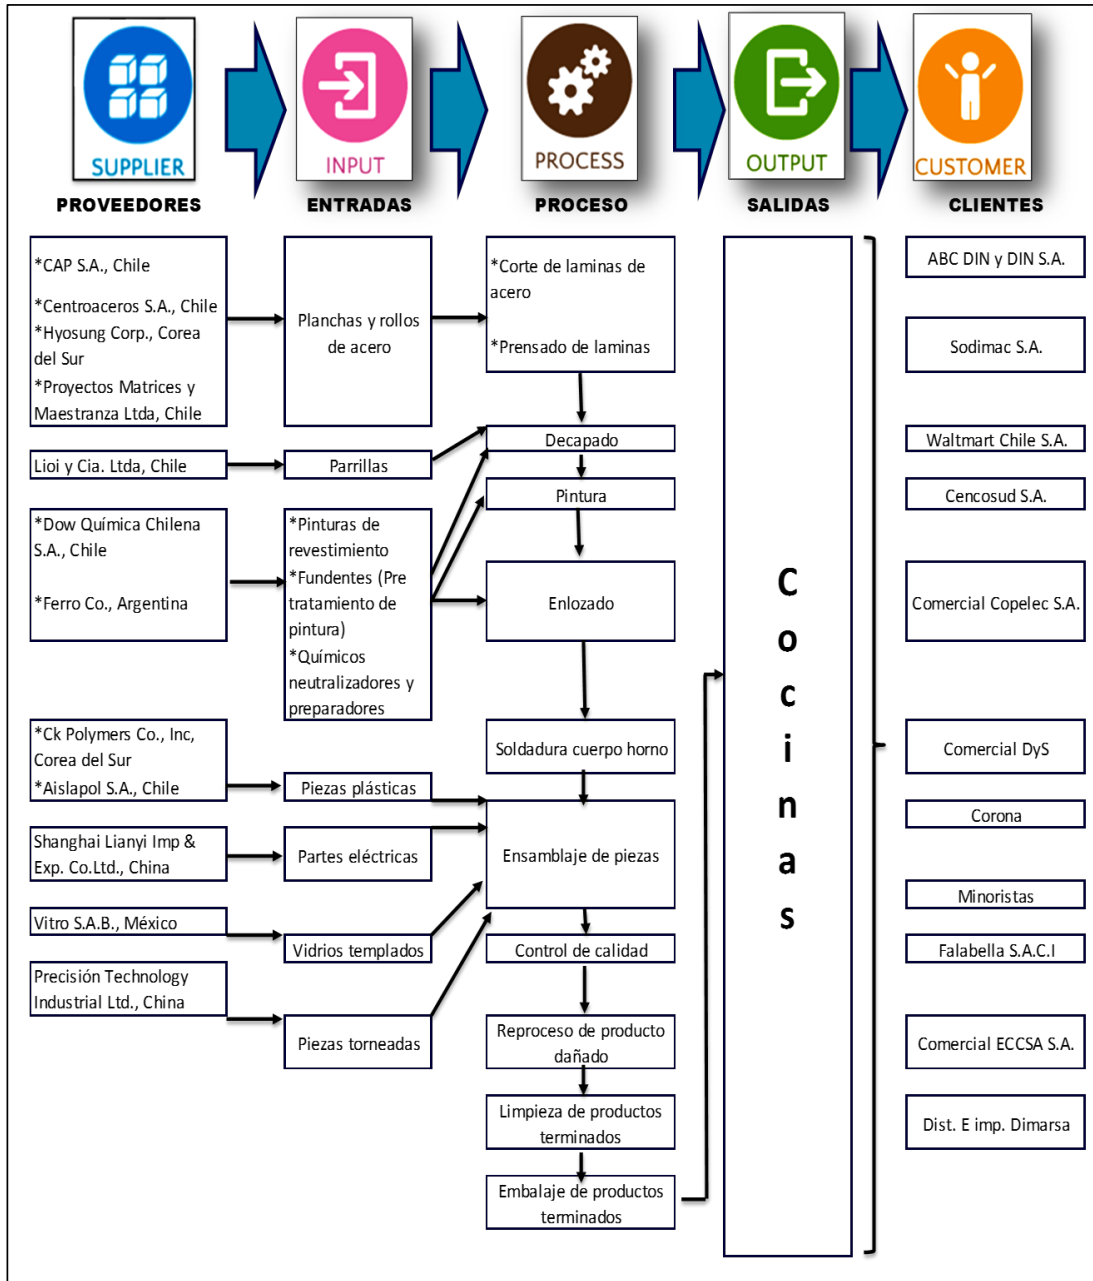 SUPPLIER
INPUT
PROCESS
OUTPUT
CUSTOMER
PROVEEDORES
ENTRADAS
PROCESO
SALIDAS
CLIENTES
*CAP S.A., Chile
*Centroaceros S.A., Chile
*Hyosung Corp., Corea
del Sur
*Proyectos Matrices y
Maestranza Ltda, Chile
Lioi y Cia. Ltda, Chile
*Dow Química Chilena
S.A., Chile
*Ferro Co., Argentina
*Ck Polymers Co., Inc,
Corea del Sur
*Aislapol S.A., Chile
Shanghai Lianyi Imp &
Exp. Co.Ltd., China
Vitro S.A.B., México
Precisión Technology
Industrial Ltd., China
Planchas y rollos
de acero
Parrillas
*Pinturas de
revestimiento
*Fundentes (Pre
tratamiento de
pintura)
*Químicos
neutralizadores y
preparadores
Piezas plásticas
Partes eléctricas
Vidrios templados
Piezas torneadas
*Corte de laminas de
acero
*Prensado de laminas
Decapado
Pintura
Enlozado
Soldadura cuerpo horno
Ensamblaje de piezas
Control de calidad
Reproceso de producto
dañado
Limpieza de productos
terminados
Embalaje de productos
terminados
C
o
c
i
n
a
s
ABC DIN y DIN S.A.
Sodimac S.A.
Waltmart Chile S.A.
Cencosud S.A.
Comercial Copelec S.A.
Comercial DyS
Corona
Minoristas
Falabella S.A.C.I
Comercial ECCSA S.A.
Dist. E imp. Dimarsa